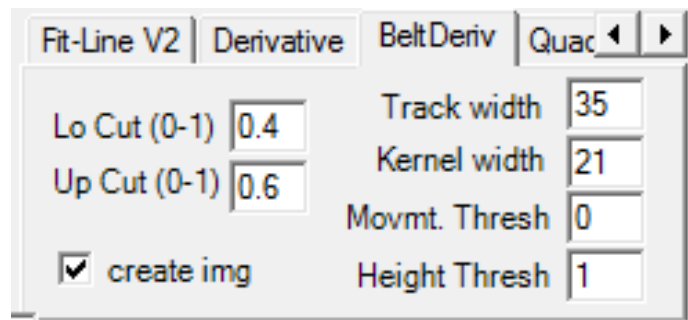 Fit-Line V2 Derivative BeltDeriv Quad
Lo Cut (0-1) 0.4
Up Cut (0-1) 0.6
create img
Track width 35
Kernel width 21
Movmt. Thresh 0
Height Thresh 1